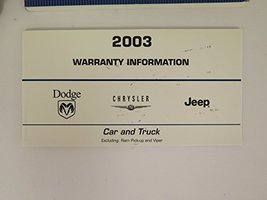 2003
WARRANTY INFORMATION
Dodge
CHRYSLER
Jeep
Car and Truck
Excluding: Ram Pickup and Viper